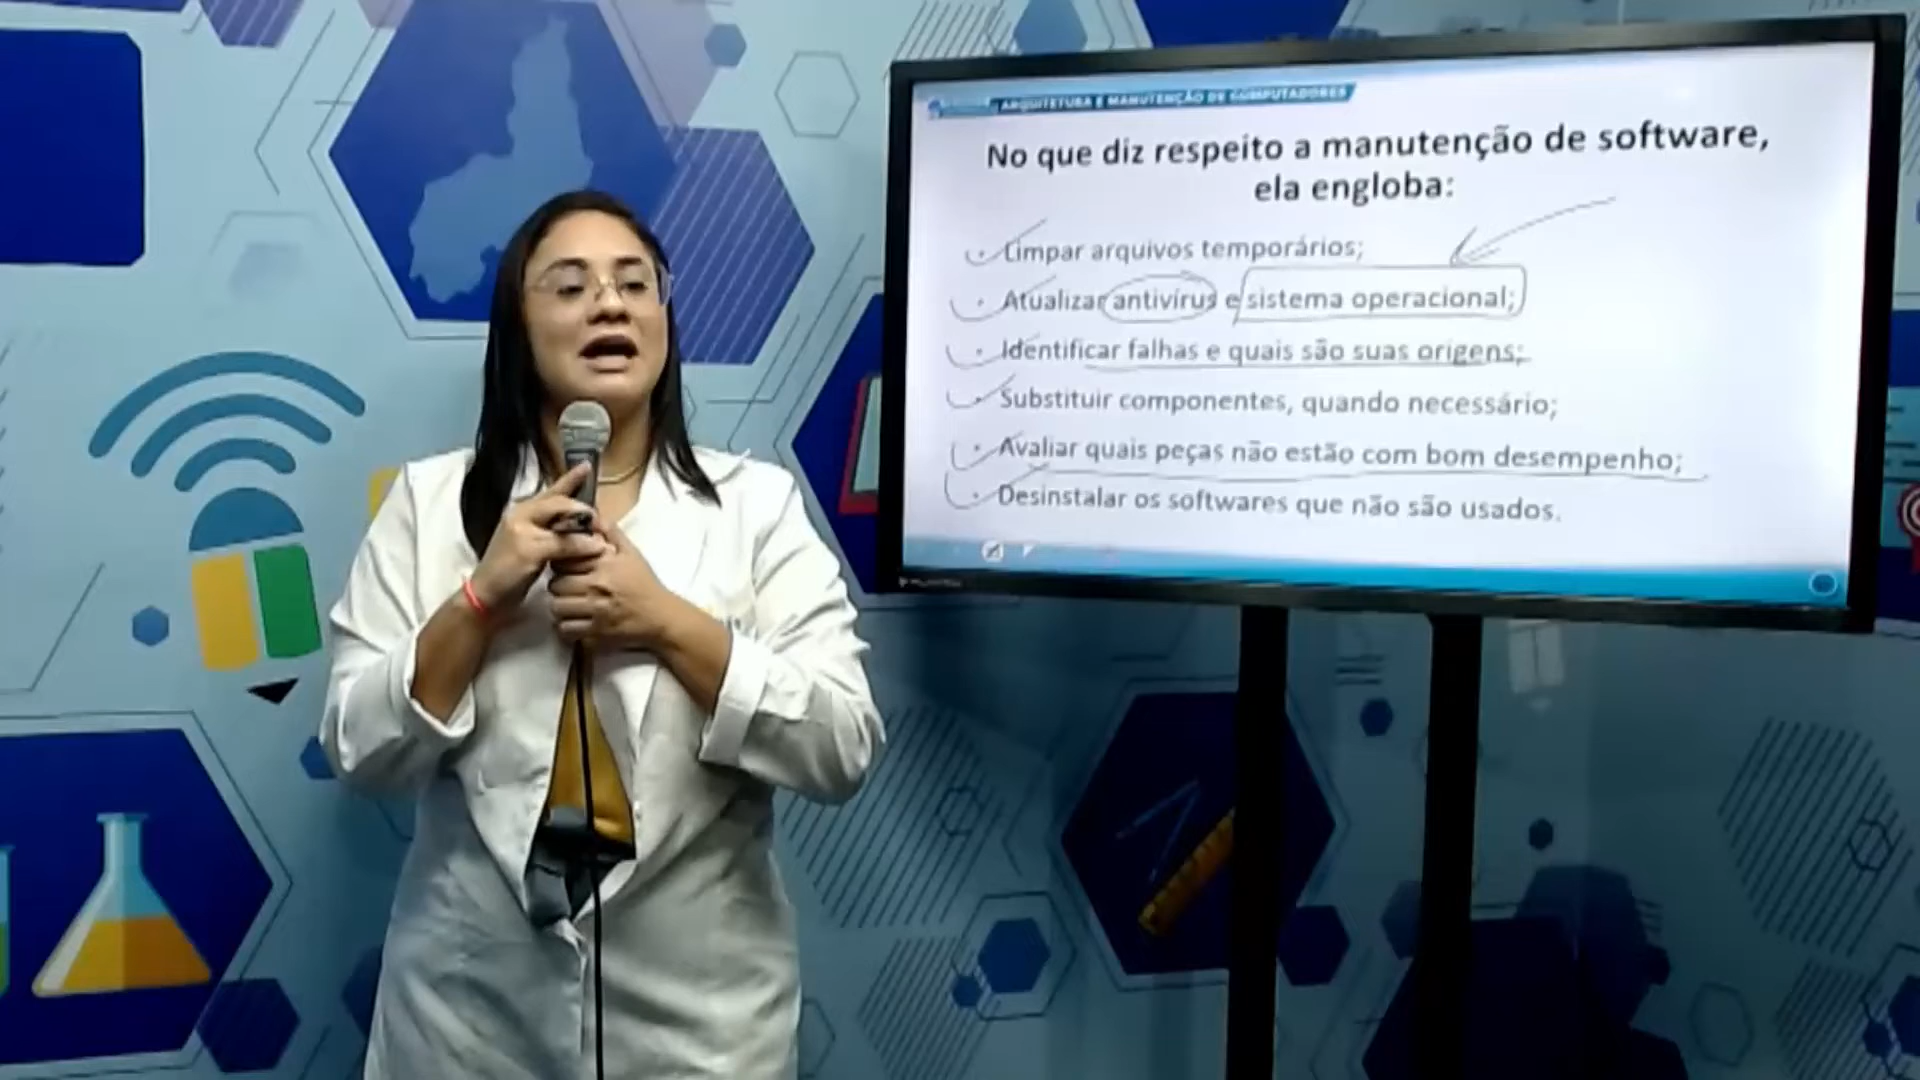 ARQUITETURA E MANUTENÇÃO DE COMPUTADORES
No que diz respeito a manutenção de software,
ela engloba:
• Limpar arquivos temporários;
• Atualizar antivírus e sistema operacional;
• Identificar falhas e quais são suas origens;
• Substituir componentes, quando necessário;
• Avaliar quais peças não estão com bom desempenho;
• Desinstalar os softwares que não são usados.